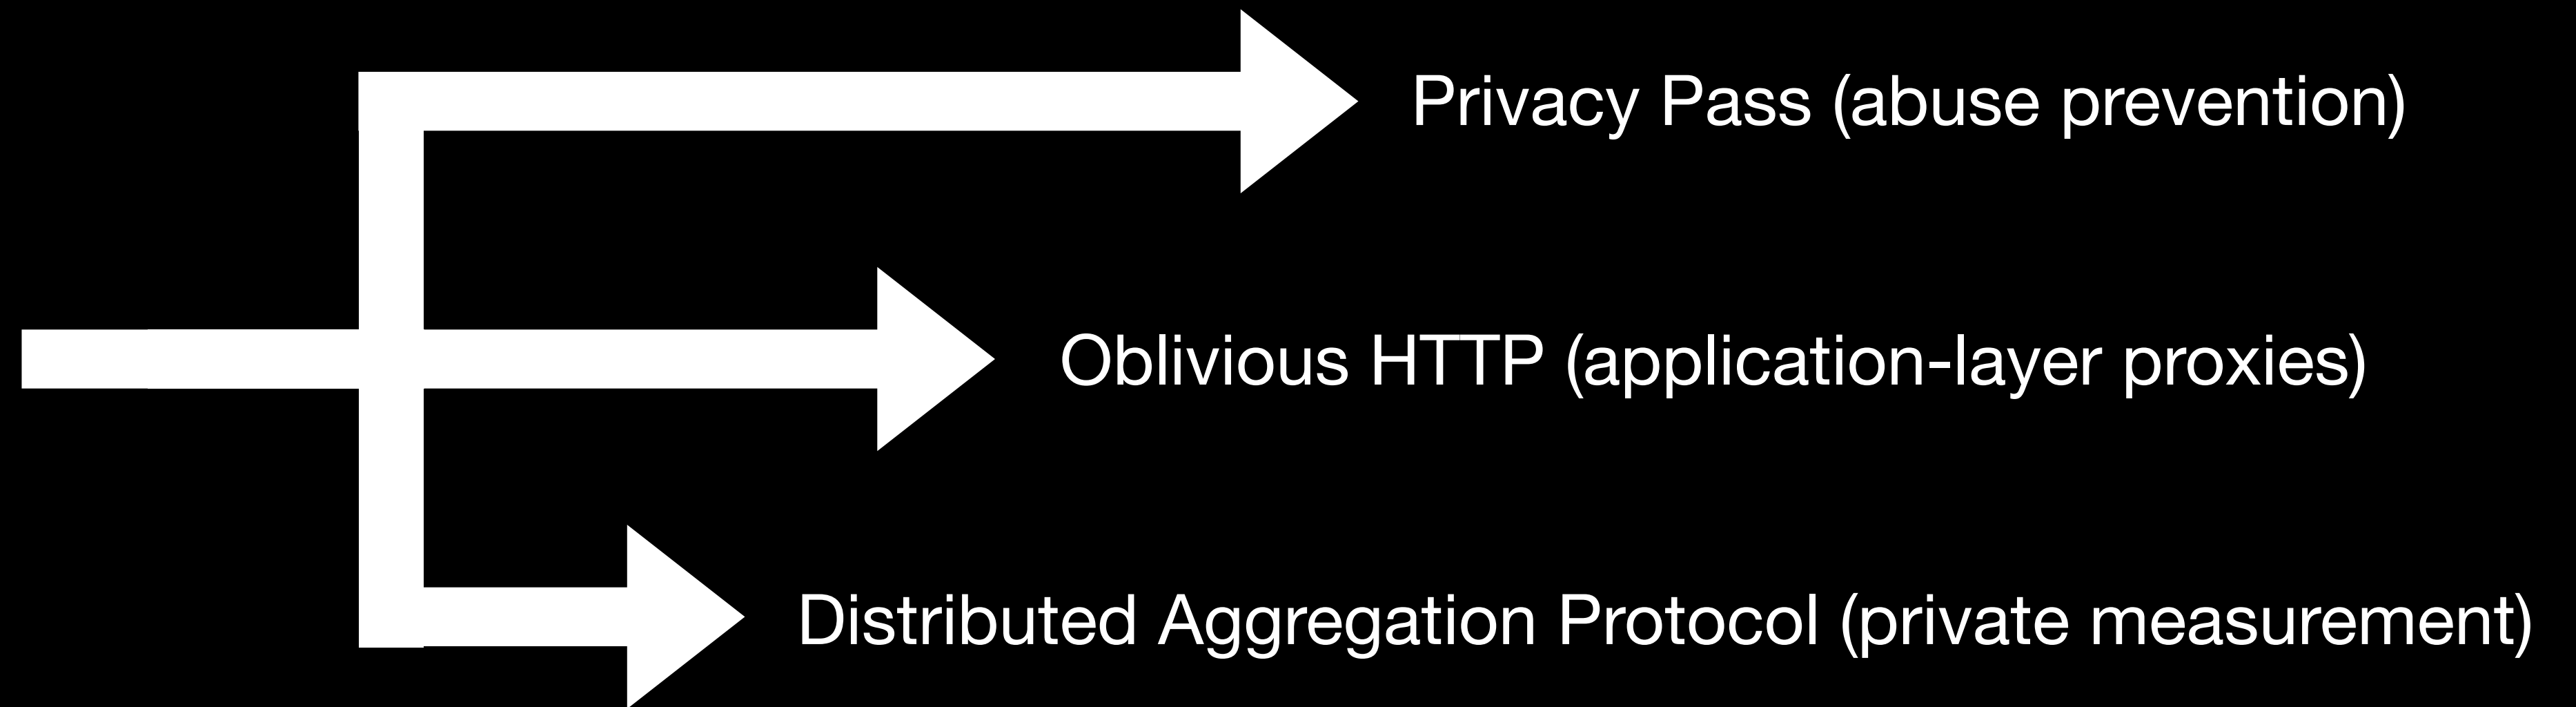 Privacy Pass (abuse prevention)
Oblivious HTTP (application-layer proxies)
Distributed Aggregation Protocol (private measurement)